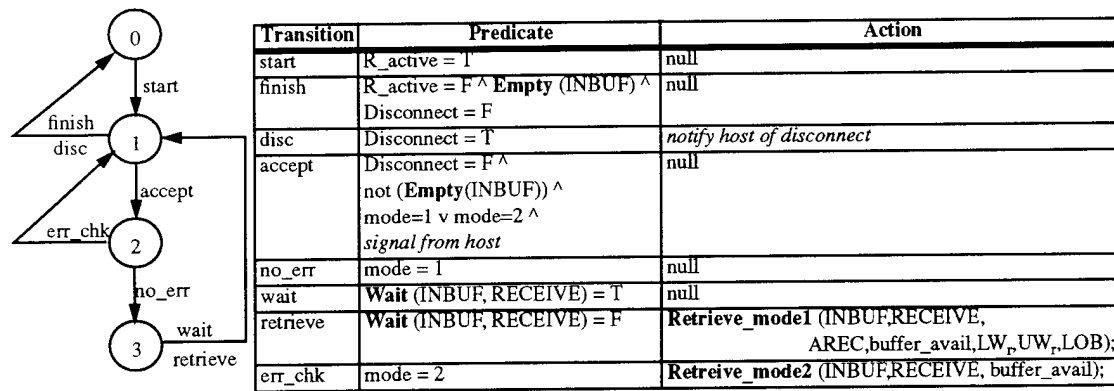 0
start
finish
disc
1
accept
err_chk
2
no_err
3
wait
retrieve
Transition Predicate Action
start R_active = T null
finish R_active = F ^ Empty (INBUF) ^ null
Disconnect = F
disc Disconnect = T notify host of disconnect
accept Disconnect = F ^ null
not (Empty(INBUF)) ^
mode=1 v mode=2 ^
signal from host
no_err mode = 1 null
wait Wait (INBUF, RECEIVE) = T null
retrieve Wait (INBUF, RECEIVE) = F Retrieve_mode1 (INBUF,RECEIVE,
AREC,buffer_avail,LWr,UWr,LOB);
err_chk mode = 2 Retreive_mode2 (INBUF,RECEIVE, buffer_avail);